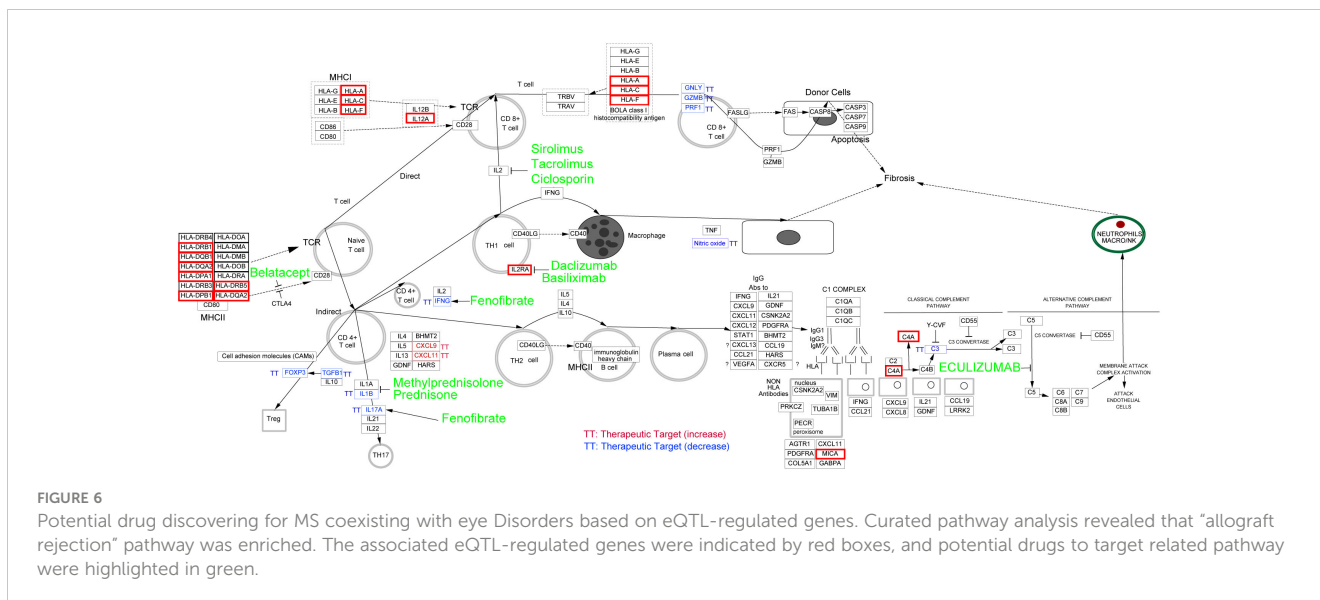 MHCI
HLA-G HLA-A
HLA-E HLA-C
HLA-B HLA-F
CD86
CD80
IL12B
IL12A
TCR
CD28
T cell
CD 8+
T cell
TRBV
TRAV
HLA-G
HLA-E
HLA-B
HLA-A
HLA-C
HLA-F
BOLA class I
histocompatibility antigen
GNLY TT
GZMB TT
PRF1 TT
CD 8+
T cell
FASLG
Donor Cells
FAS
CASP8
CASP3
CASP7
CASP9
Apoptosis
PRF1
GZMB
Fibrosis
Sirolimus
Tacrolimus
Ciclosporin
IL2
Direct
IFNG
T cell
HLA-DRB4 HLA-DOA
HLA-DRB1 HLA-DMA
HLA-DQB1 HLA-DMB
HLA-DQA2 HLA-DOB
HLA-DPA1 HLA-DRA
HLA-DRB3 HLA-DRB5
HLA-DPB1 HLA-DQA2
CD80
MHCII
TCR
Naive
T cell
Belatacept
CD28
CTLA4
TH1 cell
CD40LG
CD40
Macrophage
IL2RA
Daclizumab
Basiliximab
TNF
Nitric oxide TT
NEUTROPHILS
MACRO/NK
CD 4+
T cell
IL2
TT IFNG
Fenofibrate
Indirect
CD 4+
T cell
IL5
IL4
IL10
TH2 cell
CD40LG
CD40
MHCII
immunoglobulin
heavy chain
B cell
Plasma cell
IL4 BHMT2
IL5 CXCL9 TT
IL13 CXCL11 TT
GDNF HARS
Cell adhesion molecules (CAMs)
TT FOXP3
TGFB1 TT
IL10
Treg
IL1A
TT IL1B
Methylprednisolone
Prednisone
TT IL17A
IL21
IL22
Fenofibrate
TH17
IgG
Abs to
IFNG IL21
CXCL9 GDNF
CXCL11 CSNK2A2
CXCL12 PDGFRA
STAT1 BHMT2
? CXCL13 CCL19
CCL21 HARS
? VEGFA CXCR5 ?
C1 COMPLEX
C1QA
C1QB
C1QC
IgG1
IgG3
IgM?
HLA
NON
HLA
Antibodies
nucleus
CSNK2A2
VIM
PRKCZ
TUBA1B
PECR
peroxisome
AGTR1 CXCL11
PDGFRA MICA
COL5A1 GABPA
IFNG
CCL21
CXCL9
CXCL8
IL21
GDNF
CCL19
LRRK2
CLASSICAL COMPLEMENT
PATHWAY
ALTERNATIVE COMPLEMENT
PATHWAY
C4A
Y-CVF
CD55
C2
C4A
C4B
TT C3
C3 CONVERTASE
C3
C3
C5
C5 CONVERTASE
CD55
ECULIZUMAB
C5
C6 C7
C8A C9
C8B
MEMBRANE ATTACK
COMPLEX ACTIVATION
ATTACK
ENDOTHELIAL
CELLS
TT: Therapeutic Target (increase)
TT: Therapeutic Target (decrease)
FIGURE 6
Potential drug discovering for MS coexisting with eye Disorders based on eQTL-regulated genes. Curated pathway analysis revealed that “allograft
rejection” pathway was enriched. The associated eQTL-regulated genes were indicated by red boxes, and potential drugs to target related pathway
were highlighted in green.